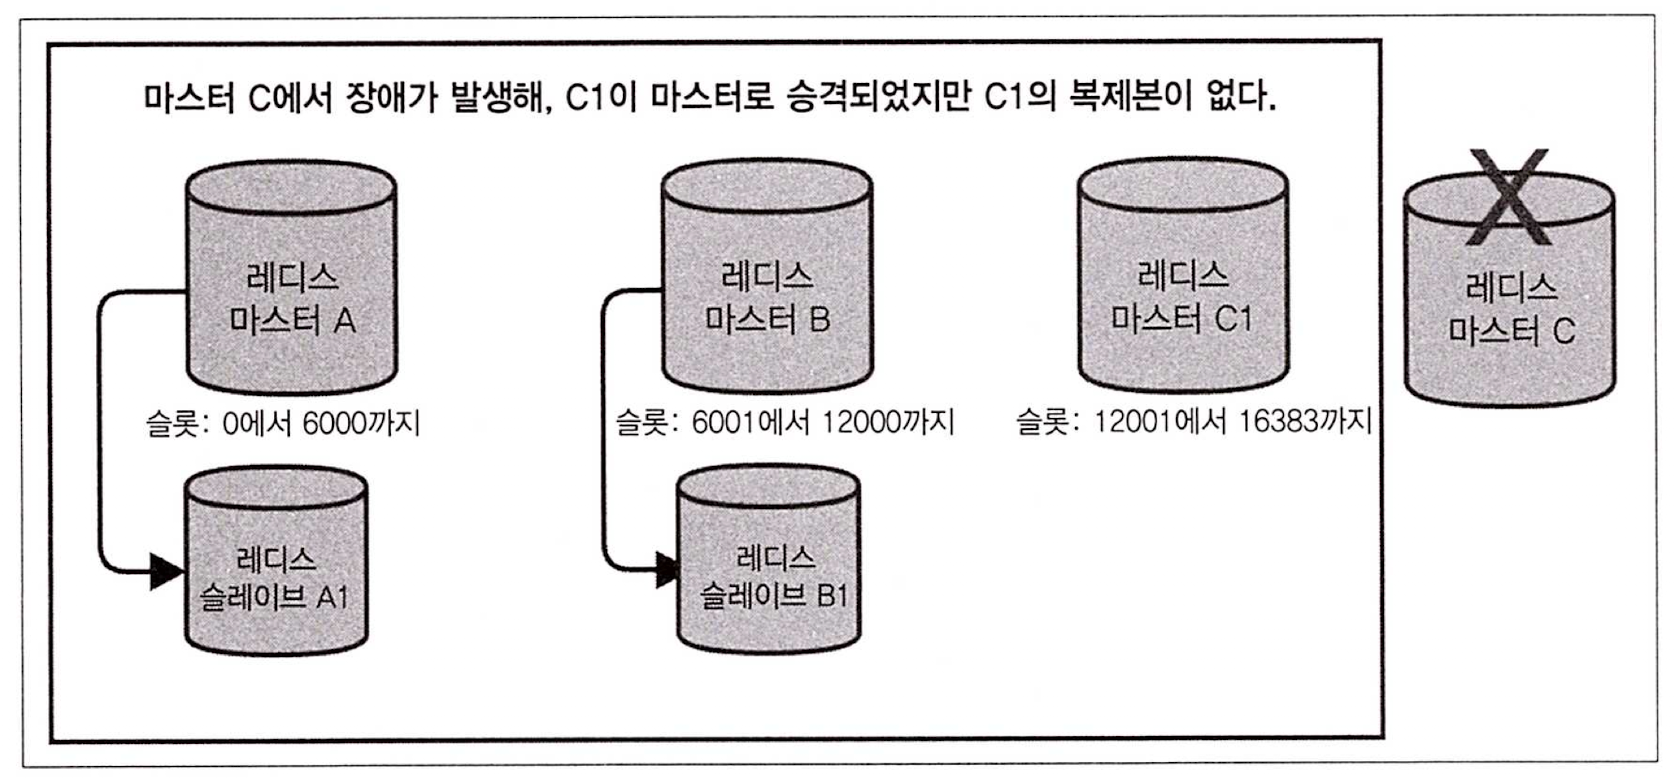 마스터 C에서 장애가 발생해, C1이 마스터로 승격되었지만 C1의 복제본이 없다.
레디스
마스터 A
레디스
마스터 B
레디스
마스터 C1
X
레디스
마스터 C
슬롯: 0에서 6000까지
슬롯: 6001에서 12000까지
슬롯: 12001에서 16383까지
레디스
슬레이브 A1
레디스
슬레이브 B1